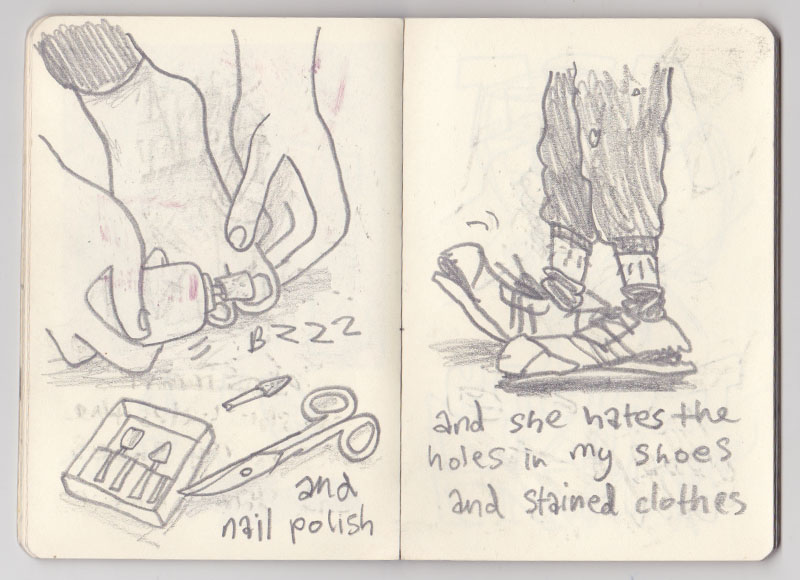 BZZZ
and
nail polish
and she hates the
holes in my shoes
and stained clothes